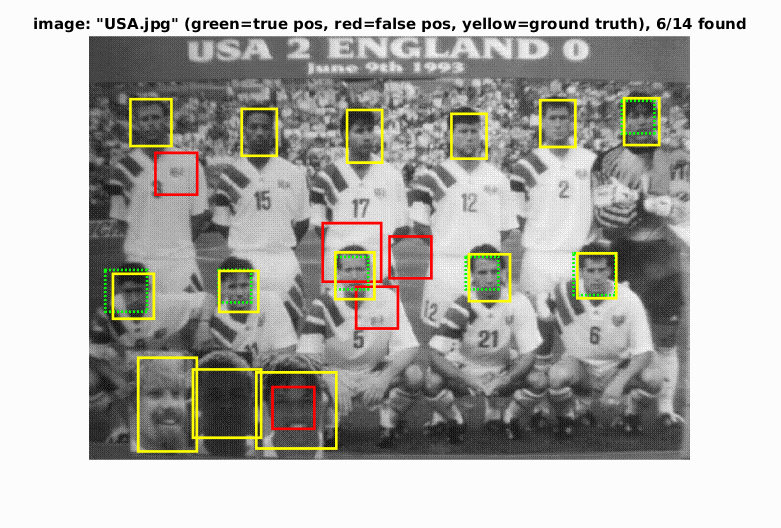 image: "USA.jpg" (green=true pos, red=false pos, yellow=ground truth), 6/14 found
USA 2 ENGLAND 0
June 9th 1993
15
17
12
2
12
5
21
6